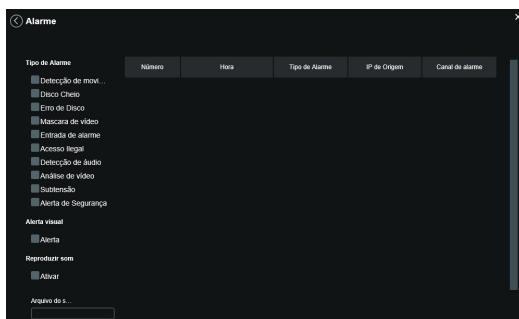 Alarme
Tipo de Alarme
Detecção de movi...
Disco Cheio
Erro de Disco
Mascara de vídeo
Entrada de alarme
Acesso Ilegal
Detecção de áudio
Análise de vídeo
Subtensão
Alerta de Segurança
Alerta visual
Alerta
Reproduzir som
Ativar
Arquivo do s...
Número Hora Tipo de Alarme IP de Origem Canal de alarme